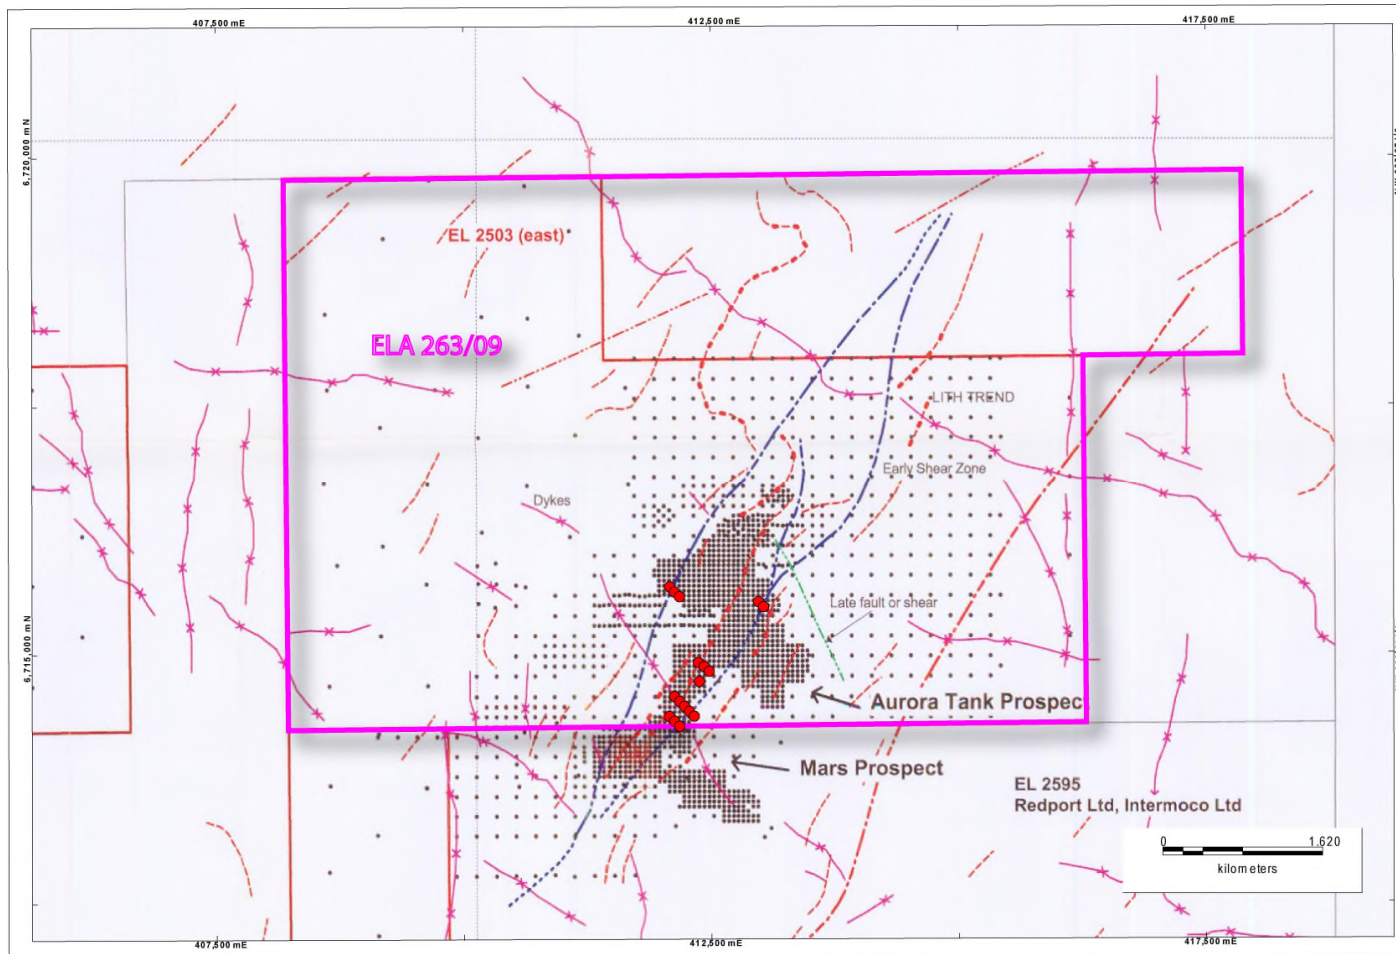 407,500 mE
412,500 mE
417,500 mE
6,720,000 m N
EL 2503 (east)
ELA 263/09
LITH TREND
Early Shear Zone
Dykes
Late fault or shear
6,715,000 m N
Aurora Tank Prospec
Mars Prospect
EL 2595
Redport Ltd, Intermoco Ltd
0
1.620
kilometers
407,500 mE
412,500 mE
417,500 mE